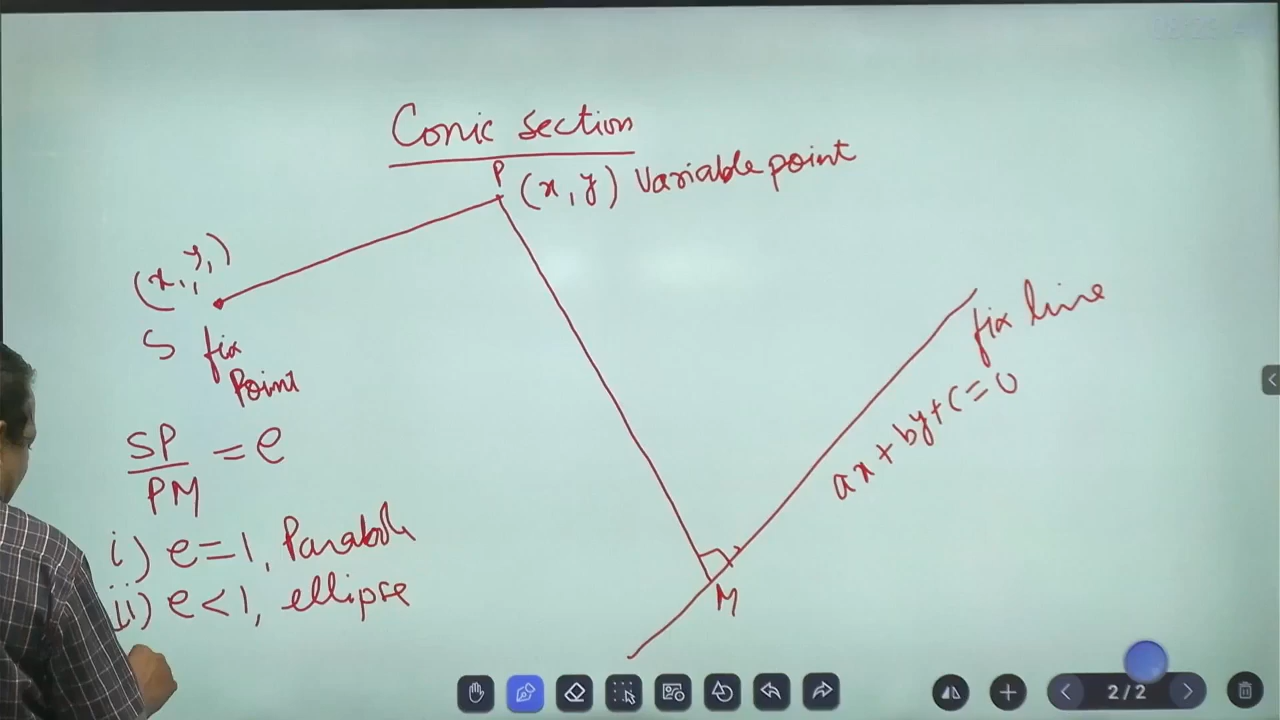 Conic section
P
(x, y) Variable point
(x₁, y₁)
S fix
Point
fix line
ax + by + c = 0
SP/PM = e
i) e = 1, Parabola
ii) e < 1, ellipse
M
2 / 2